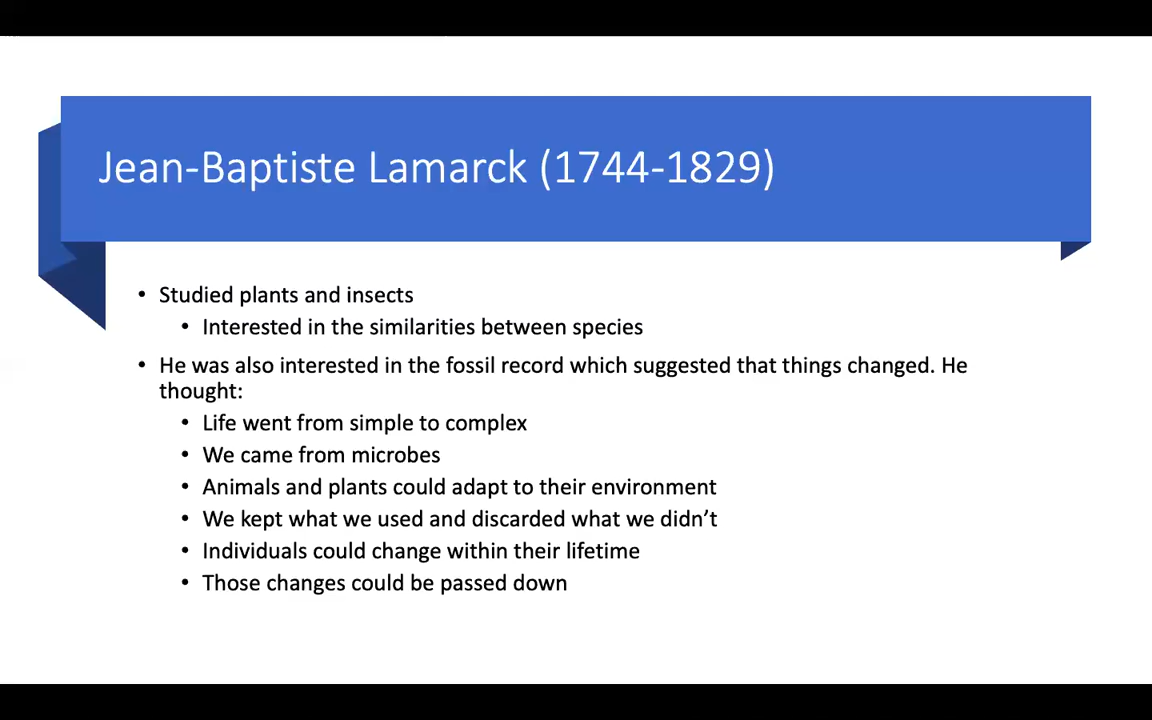 Jean-Baptiste Lamarck (1744-1829)
• Studied plants and insects
• Interested in the similarities between species
• He was also interested in the fossil record which suggested that things changed. He
thought:
• Life went from simple to complex
• We came from microbes
• Animals and plants could adapt to their environment
• We kept what we used and discarded what we didn’t
• Individuals could change within their lifetime
• Those changes could be passed down